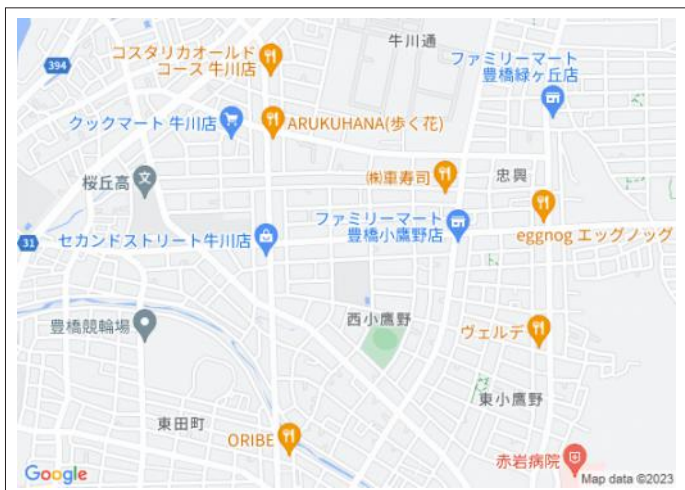 牛川通
コスタリカオールド
コース 牛川店
ファミリーマート
豊橋緑ヶ丘店
394
クックマート 牛川店
ARUKUHANA(歩く花)
桜丘高
文
㈱車寿司
忠興
ファミリーマート
豊橋小鷹野店
31
セカンドストリート牛川店
eggnog エッグノッグ
豊橋競輪場
西小鷹野
ヴェルデ
東小鷹野
東田町
ORIBE
赤岩病院
Google
Map data ©2023